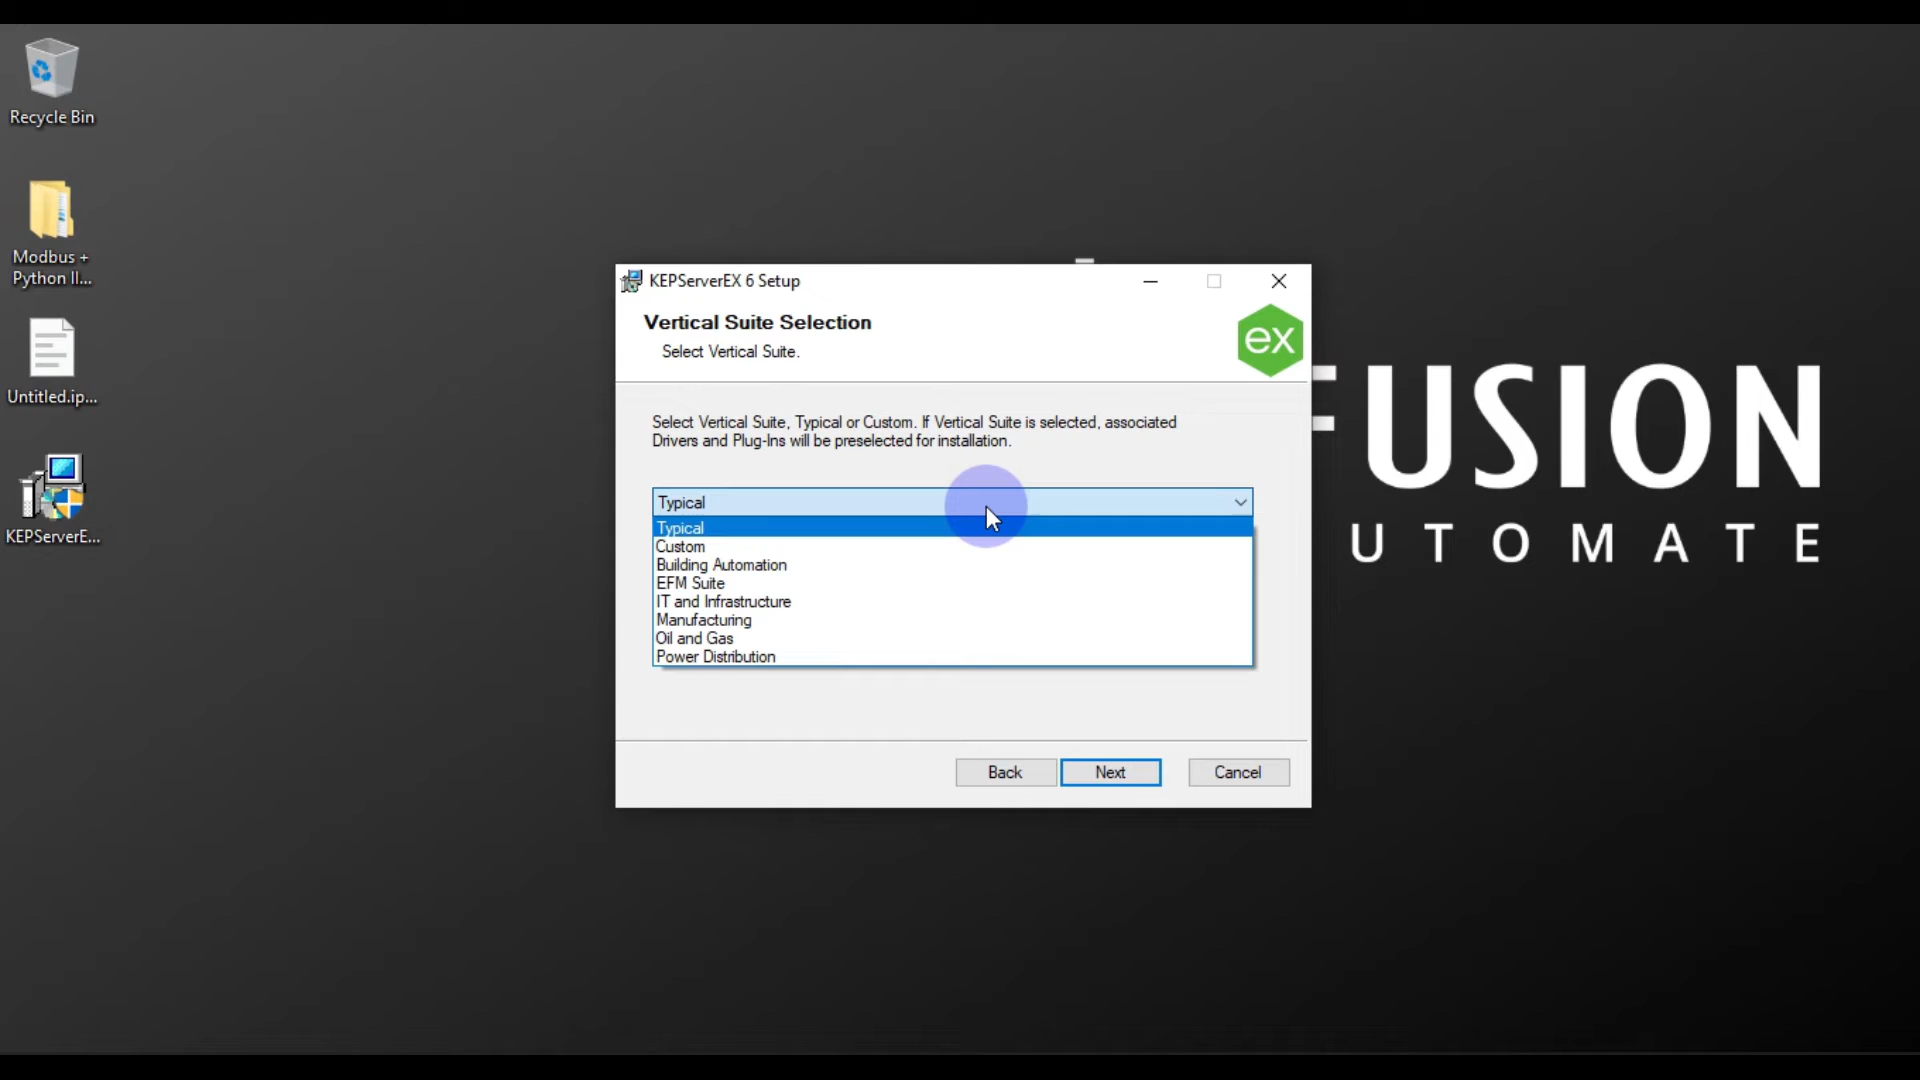 Recycle Bin
Modbus +
Python II...
Untitled.ip...
KEPServerE...
KEPServerEX 6 Setup
Vertical Suite Selection
Select Vertical Suite.
ex
Select Vertical Suite, Typical or Custom. If Vertical Suite is selected, associated
Drivers and Plug-Ins will be preselected for installation.
Typical
Typical
Custom
Building Automation
EFM Suite
IT and Infrastructure
Manufacturing
Oil and Gas
Power Distribution
Back
Next
Cancel
FUSION
UTOMATE